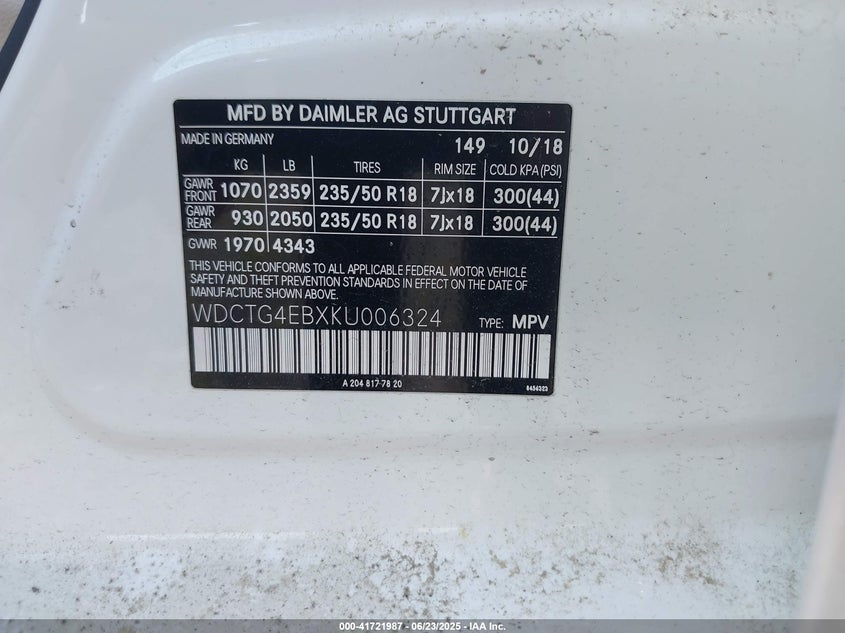 MFD BY DAIMLER AG STUTTGART
MADE IN GERMANY 149 10/18
KG LB TIRES RIM SIZE COLD KPA (PSI)
GAWR FRONT 1070 2359 235/50 R18 7Jx18 300(44)
GAWR REAR 930 2050 235/50 R18 7Jx18 300(44)
GVWR 1970 4343
THIS VEHICLE CONFORMS TO ALL APPLICABLE FEDERAL MOTOR VEHICLE
SAFETY AND THEFT PREVENTION STANDARDS IN EFFECT ON THE DATE
OF MANUFACTURE SHOWN ABOVE.
WDCTG4EBXKU006324 TYPE: MPV
A 204 817 78 20 8456323
000-41721987 - 06/23/2025 - IAA Inc.